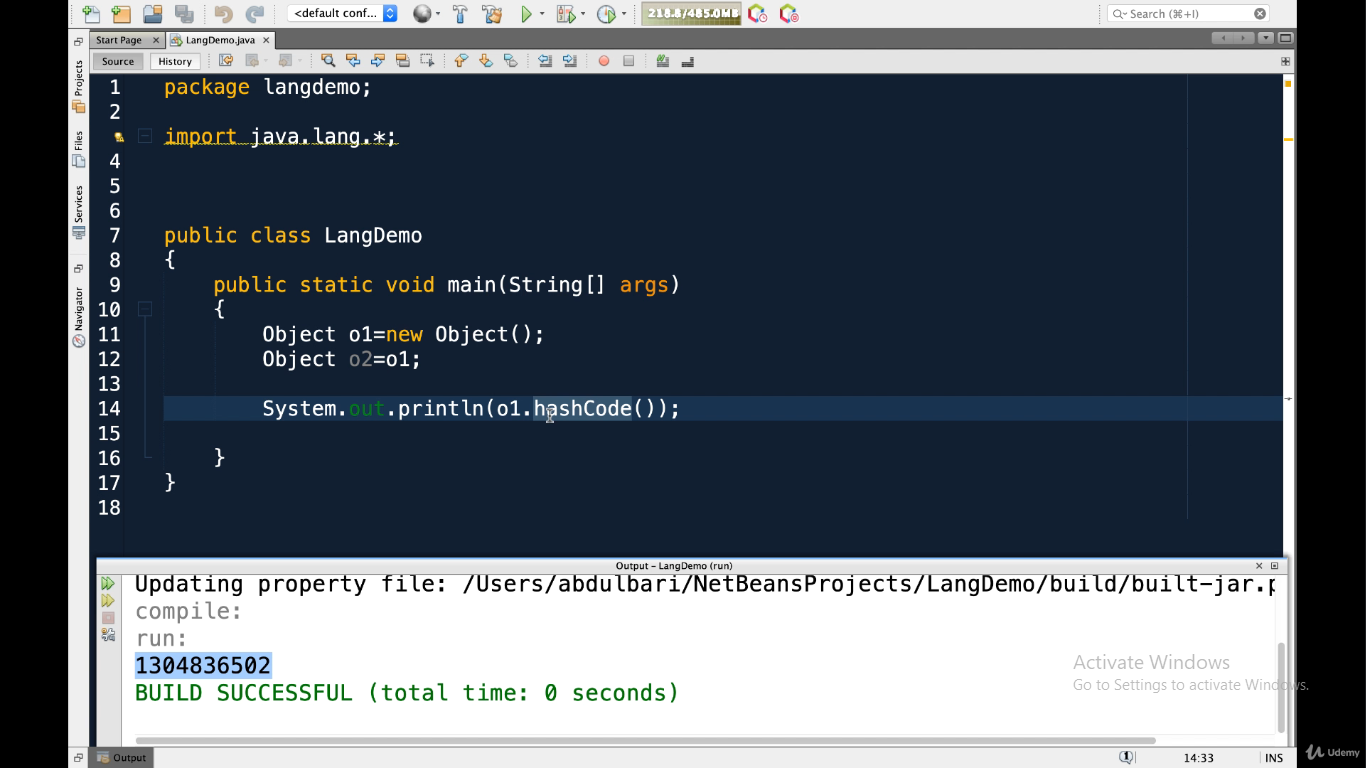 <default conf...
218.8/485.0MB
Search (⌘+I)
Start Page
LangDemo.java
Source
History
Projects
Files
Services
Navigator
1 package langdemo;
2
import java.lang.*;
4
5
6
7 public class LangDemo
8 {
9 public static void main(String[] args)
10 {
11 Object o1=new Object();
12 Object o2=o1;
13
14 System.out.println(o1.hashCode());
15
16 }
17 }
18
Output - LangDemo (run)
Updating property file: /Users/abdulbari/NetBeansProjects/LangDemo/build/built-jar.p
compile:
run:
1304836502
BUILD SUCCESSFUL (total time: 0 seconds)
Activate Windows
Go to Settings to activate Windows.
Output
14:33
INS
Udemy